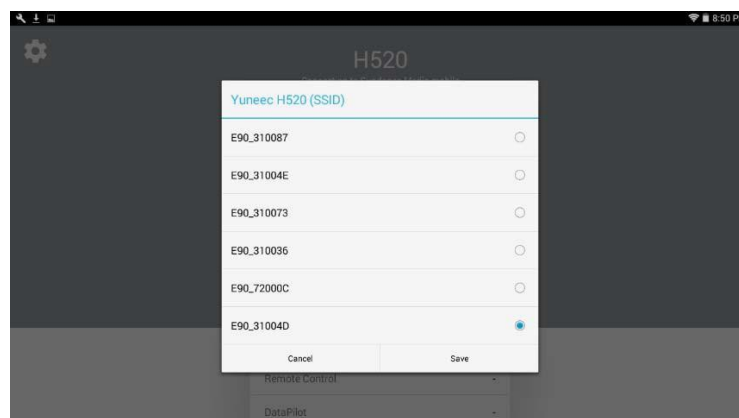 8:50 P
H520
Yuneec H520 (SSID)
E90_310087
E90_31004E
E90_310073
E90_310036
E90_72000C
E90_31004D
Cancel
Save
Remote Control
DataPilot